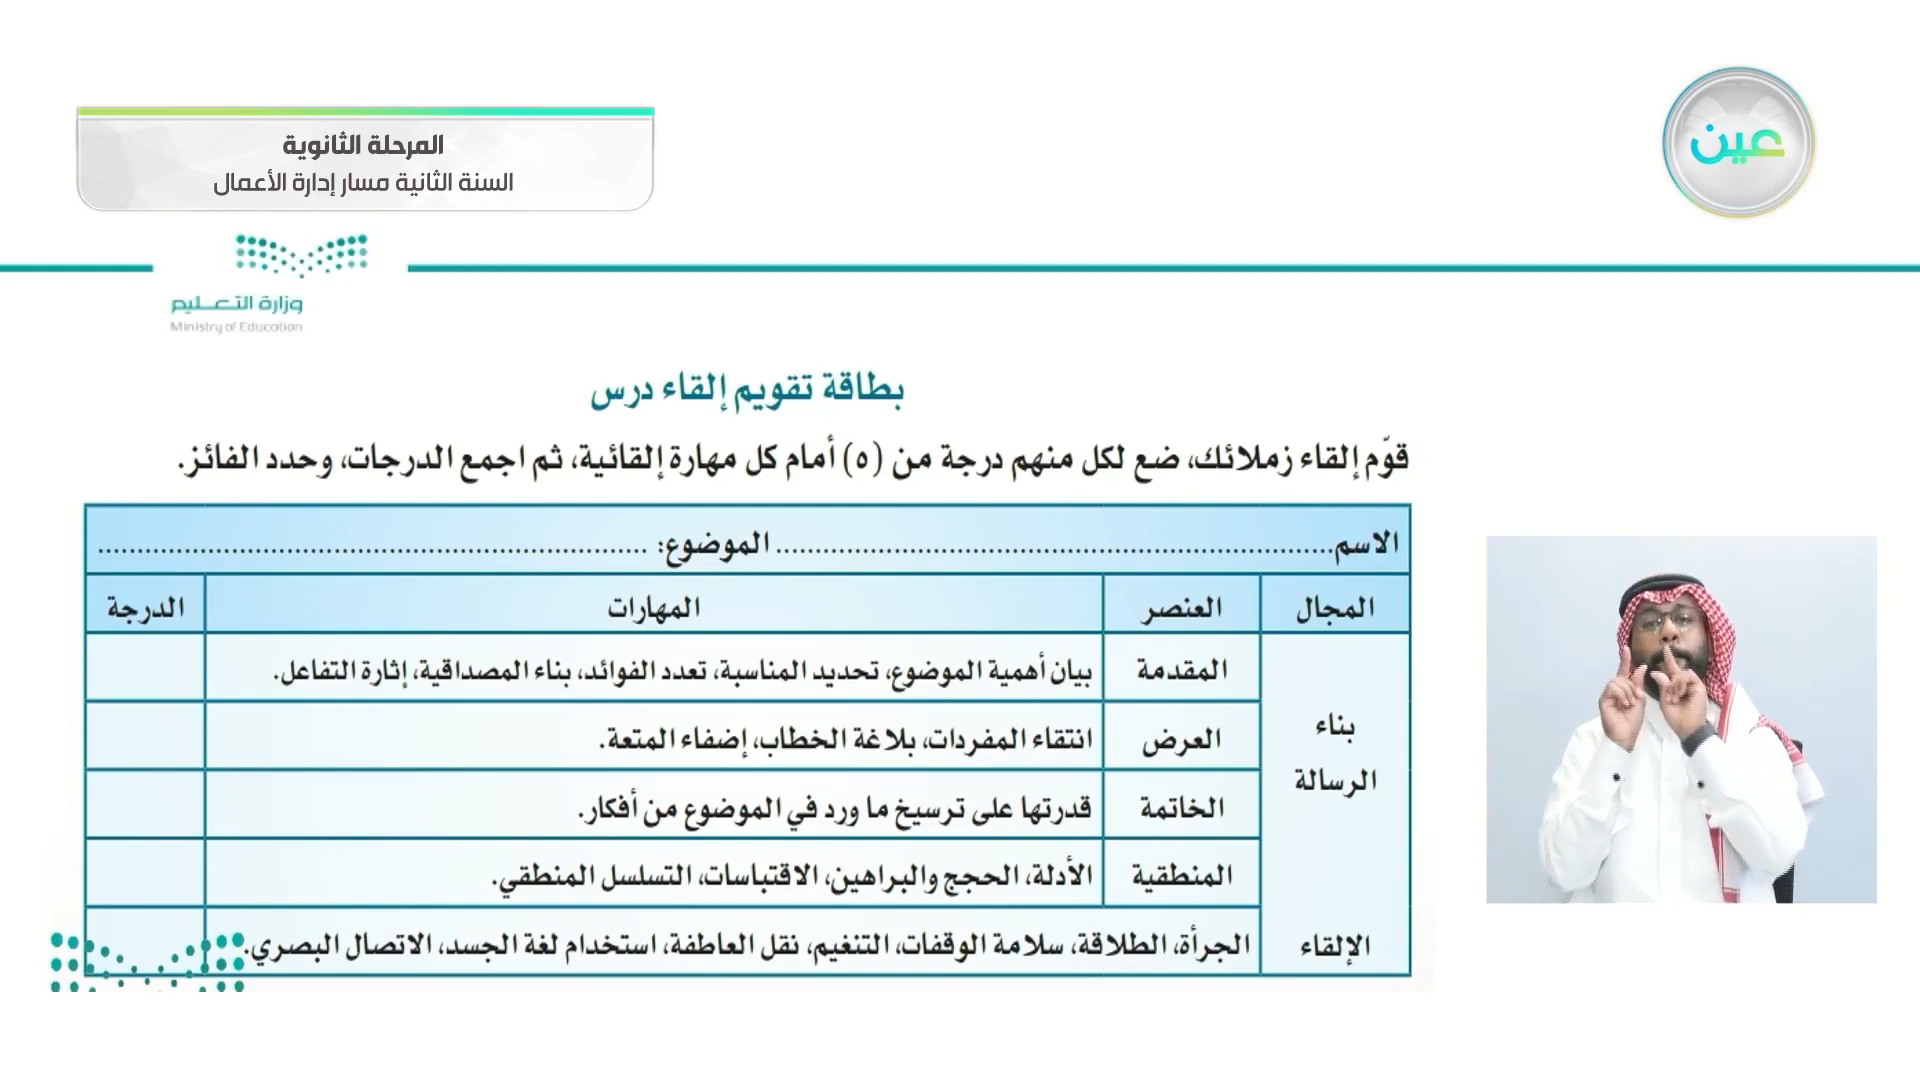 عين
المرحلة الثانوية
السنة الثانية مسار إدارة الأعمال
وزارة التعليم
Ministry of Education
بطاقة تقويم إلقاء درس
قوّم إلقاء زملائك، ضع لكل منهم درجة من (٥) أمام كل مهارة إلقائية، ثم اجمع الدرجات، وحدد الفائز.
الاسم...................................................................... الموضوع: ......................................................................
المجال العنصر المهارات الدرجة
بناء الرسالة
المقدمة بيان أهمية الموضوع، تحديد المناسبة، تعدد الفوائد، بناء المصداقية، إثارة التفاعل.
العرض انتقاء المفردات، بلاغة الخطاب، إضفاء المتعة.
الخاتمة قدرتها على ترسيخ ما ورد في الموضوع من أفكار.
المنطقية الأدلة، الحجج والبراهين، الاقتباسات، التسلسل المنطقي.
الإلقاء الجرأة، الطلاقة، سلامة الوقفات، التنغيم، نقل العاطفة، استخدام لغة الجسد، الاتصال البصري.